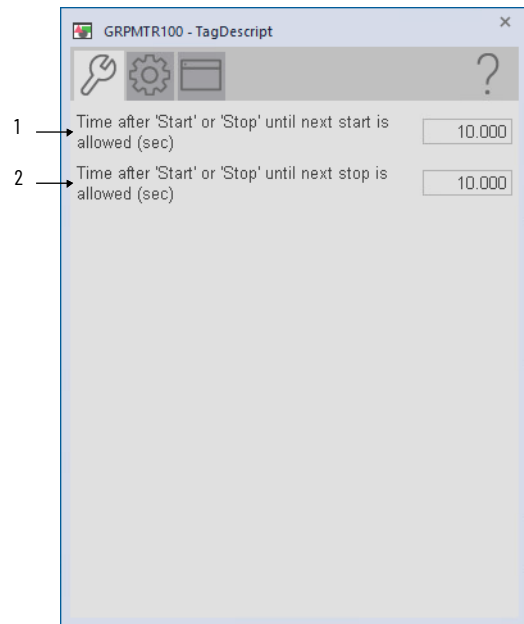 GRPMTR100 - TagDescript
?
1
Time after 'Start' or 'Stop' until next start is
allowed (sec)
10.000
2
Time after 'Start' or 'Stop' until next stop is
allowed (sec)
10.000